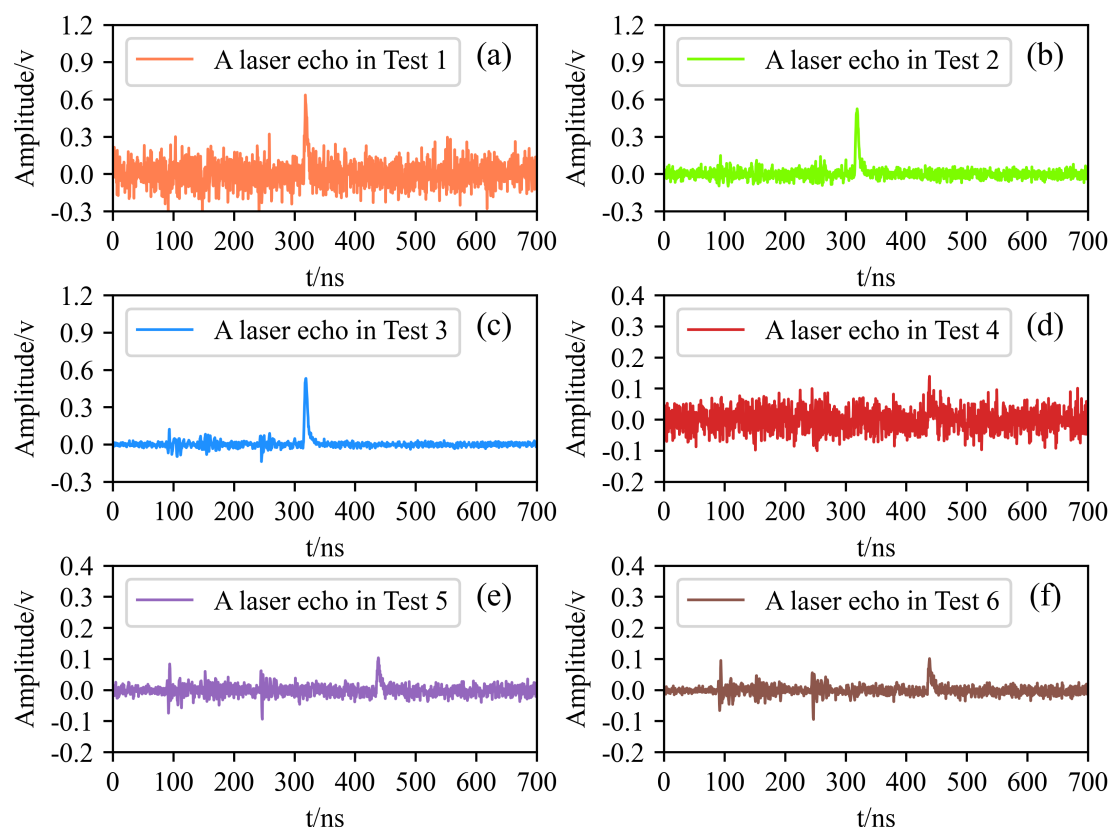 A laser echo in Test 1 (a)
Amplitude/v
1.2
0.9
0.6
0.3
0.0
-0.3
0 100 200 300 400 500 600 700
t/ns
A laser echo in Test 2 (b)
Amplitude/v
1.2
0.9
0.6
0.3
0.0
-0.3
0 100 200 300 400 500 600 700
t/ns
A laser echo in Test 3 (c)
Amplitude/v
1.2
0.9
0.6
0.3
0.0
-0.3
0 100 200 300 400 500 600 700
t/ns
A laser echo in Test 4 (d)
Amplitude/v
0.4
0.3
0.2
0.1
0.0
-0.1
-0.2
0 100 200 300 400 500 600 700
t/ns
A laser echo in Test 5 (e)
Amplitude/v
0.4
0.3
0.2
0.1
0.0
-0.1
-0.2
0 100 200 300 400 500 600 700
t/ns
A laser echo in Test 6 (f)
Amplitude/v
0.4
0.3
0.2
0.1
0.0
-0.1
-0.2
0 100 200 300 400 500 600 700
t/ns